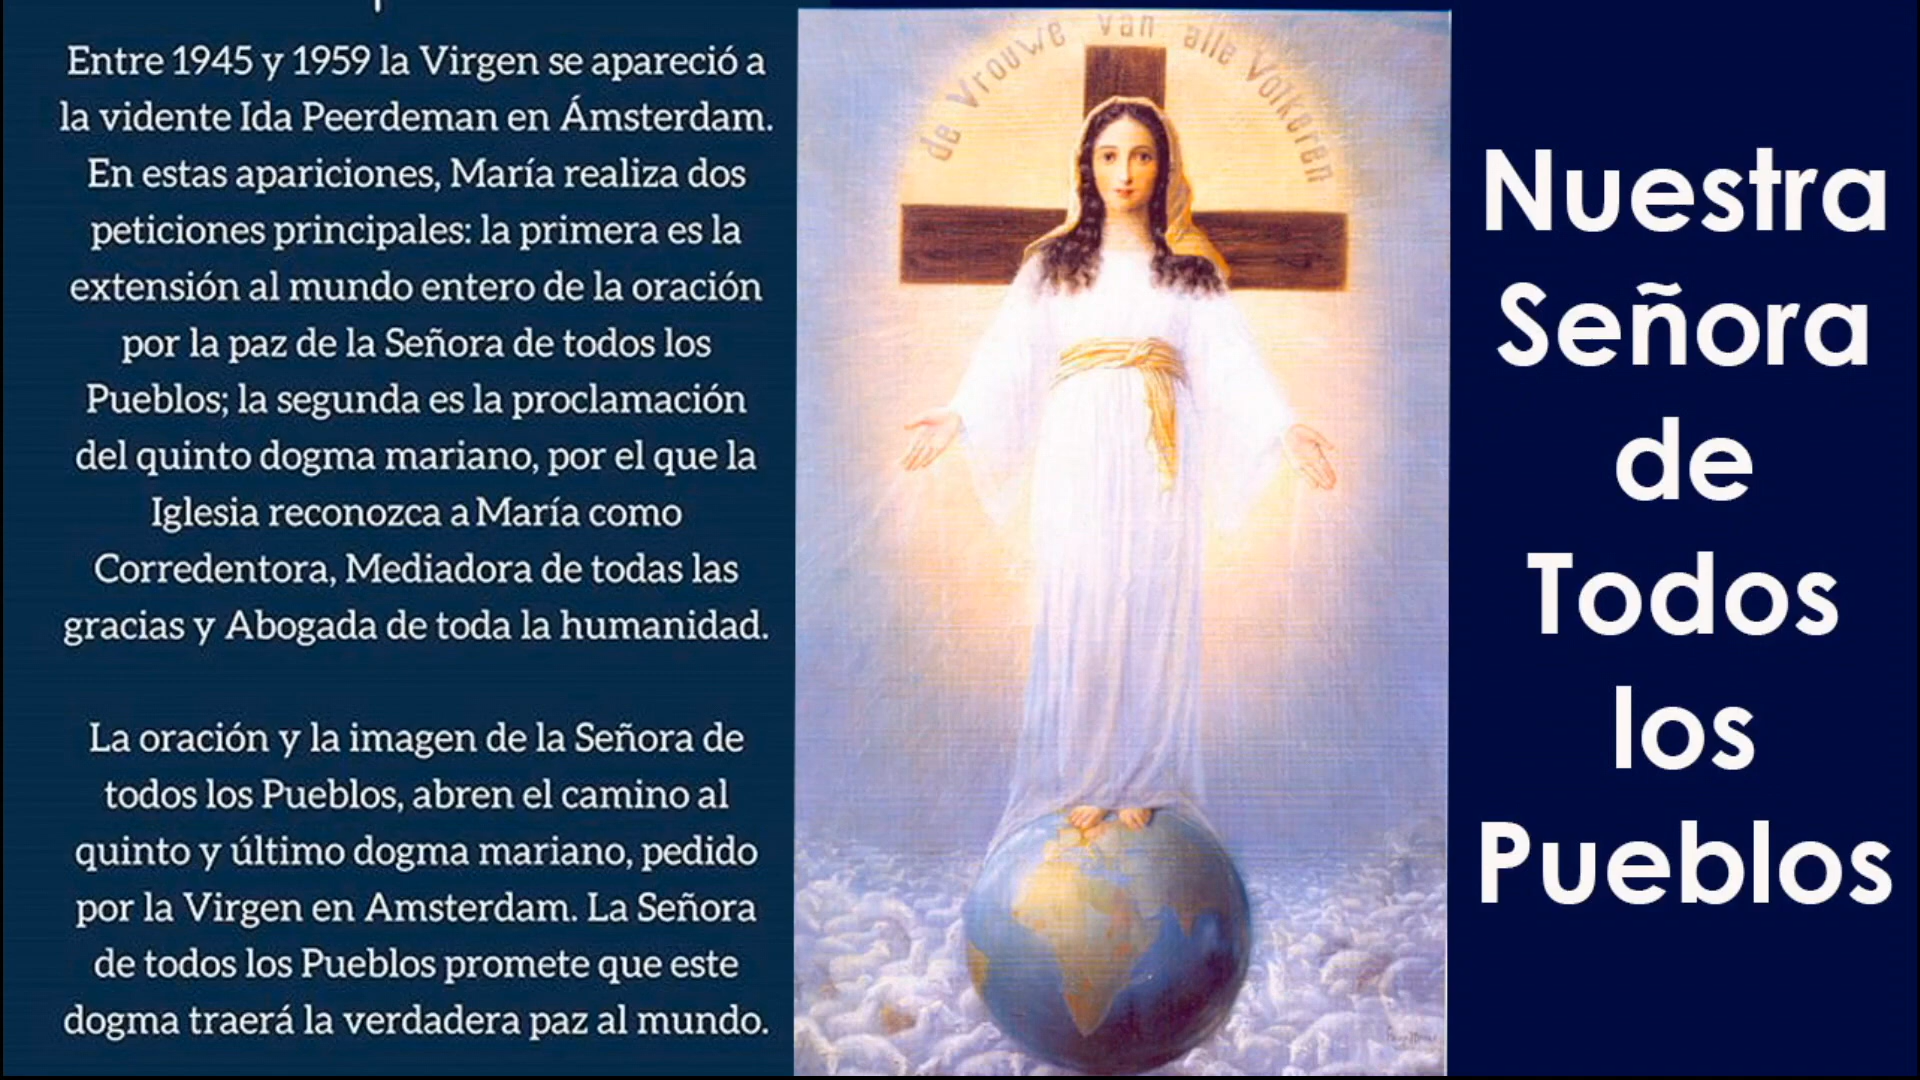 Entre 1945 y 1959 la Virgen se apareció a
la vidente Ida Peerdeman en Ámsterdam.
En estas apariciones, María realiza dos
peticiones principales: la primera es la
extensión al mundo entero de la oración
por la paz de la Señora de todos los
Pueblos; la segunda es la proclamación
del quinto dogma mariano, por el que la
Iglesia reconozca a María como
Corredentora, Mediadora de todas las
gracias y Abogada de toda la humanidad.
La oración y la imagen de la Señora de
todos los Pueblos, abren el camino al
quinto y último dogma mariano, pedido
por la Virgen en Amsterdam. La Señora
de todos los Pueblos promete que este
dogma traerá la verdadera paz al mundo.
de Vrouwe van alle Volkeren
Nuestra
Señora
de
Todos
los
Pueblos